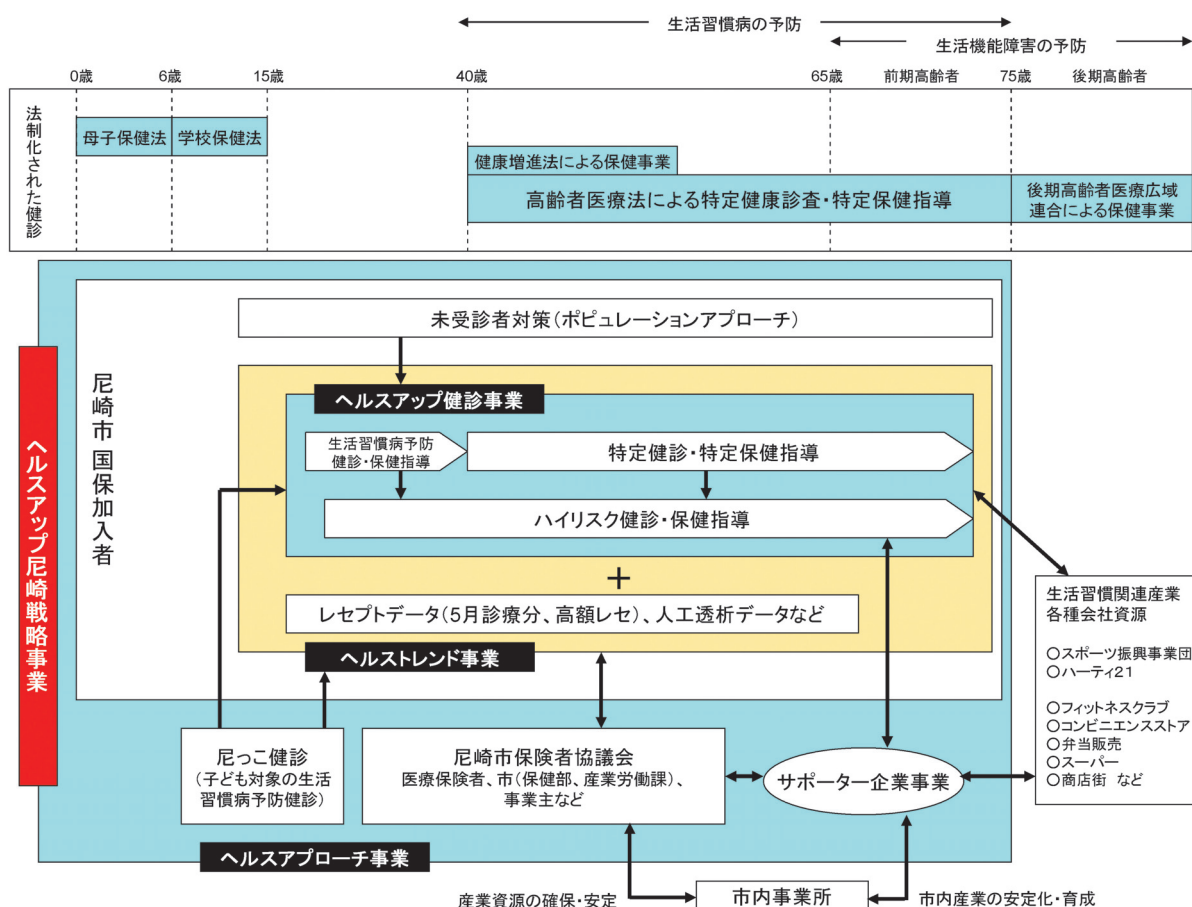 生活習慣病の予防
生活機能障害の予防
0歳
6歳
15歳
40歳
65歳
前期高齢者
75歳
後期高齢者
法制化された健診
母子保健法
学校保健法
健康増進法による保健事業
高齢者医療法による特定健康診査・特定保健指導
後期高齢者医療広域
連合による保健事業
ヘルスアップ尼崎戦略事業
尼崎市 国保加入者
未受診者対策(ポピュレーションアプローチ)
ヘルスアップ健診事業
生活習慣病予防
健診・保健指導
特定健診・特定保健指導
ハイリスク健診・保健指導
+
レセプトデータ(5月診療分、高額レセ)、人工透析データなど
ヘルストレンド事業
生活習慣関連産業
各種会社資源
○スポーツ振興事業団
○ハーティ21
○フィットネスクラブ
○コンビニエンスストア
○弁当販売
○スーパー
○商店街 など
尼っこ健診
(子ども対象の生活
習慣病予防健診)
尼崎市保険者協議会
医療保険者、市(保健部、産業労働課)、
事業主など
サポーター企業事業
ヘルスアプローチ事業
産業資源の確保・安定
市内事業所
市内産業の安定化・育成